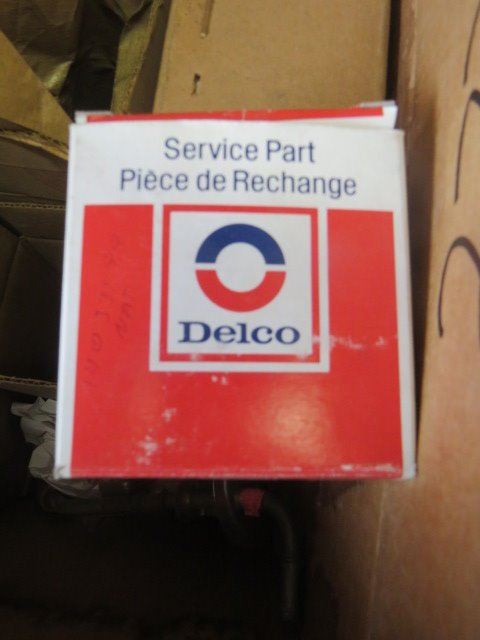 Service Part
Pièce de Rechange
Delco